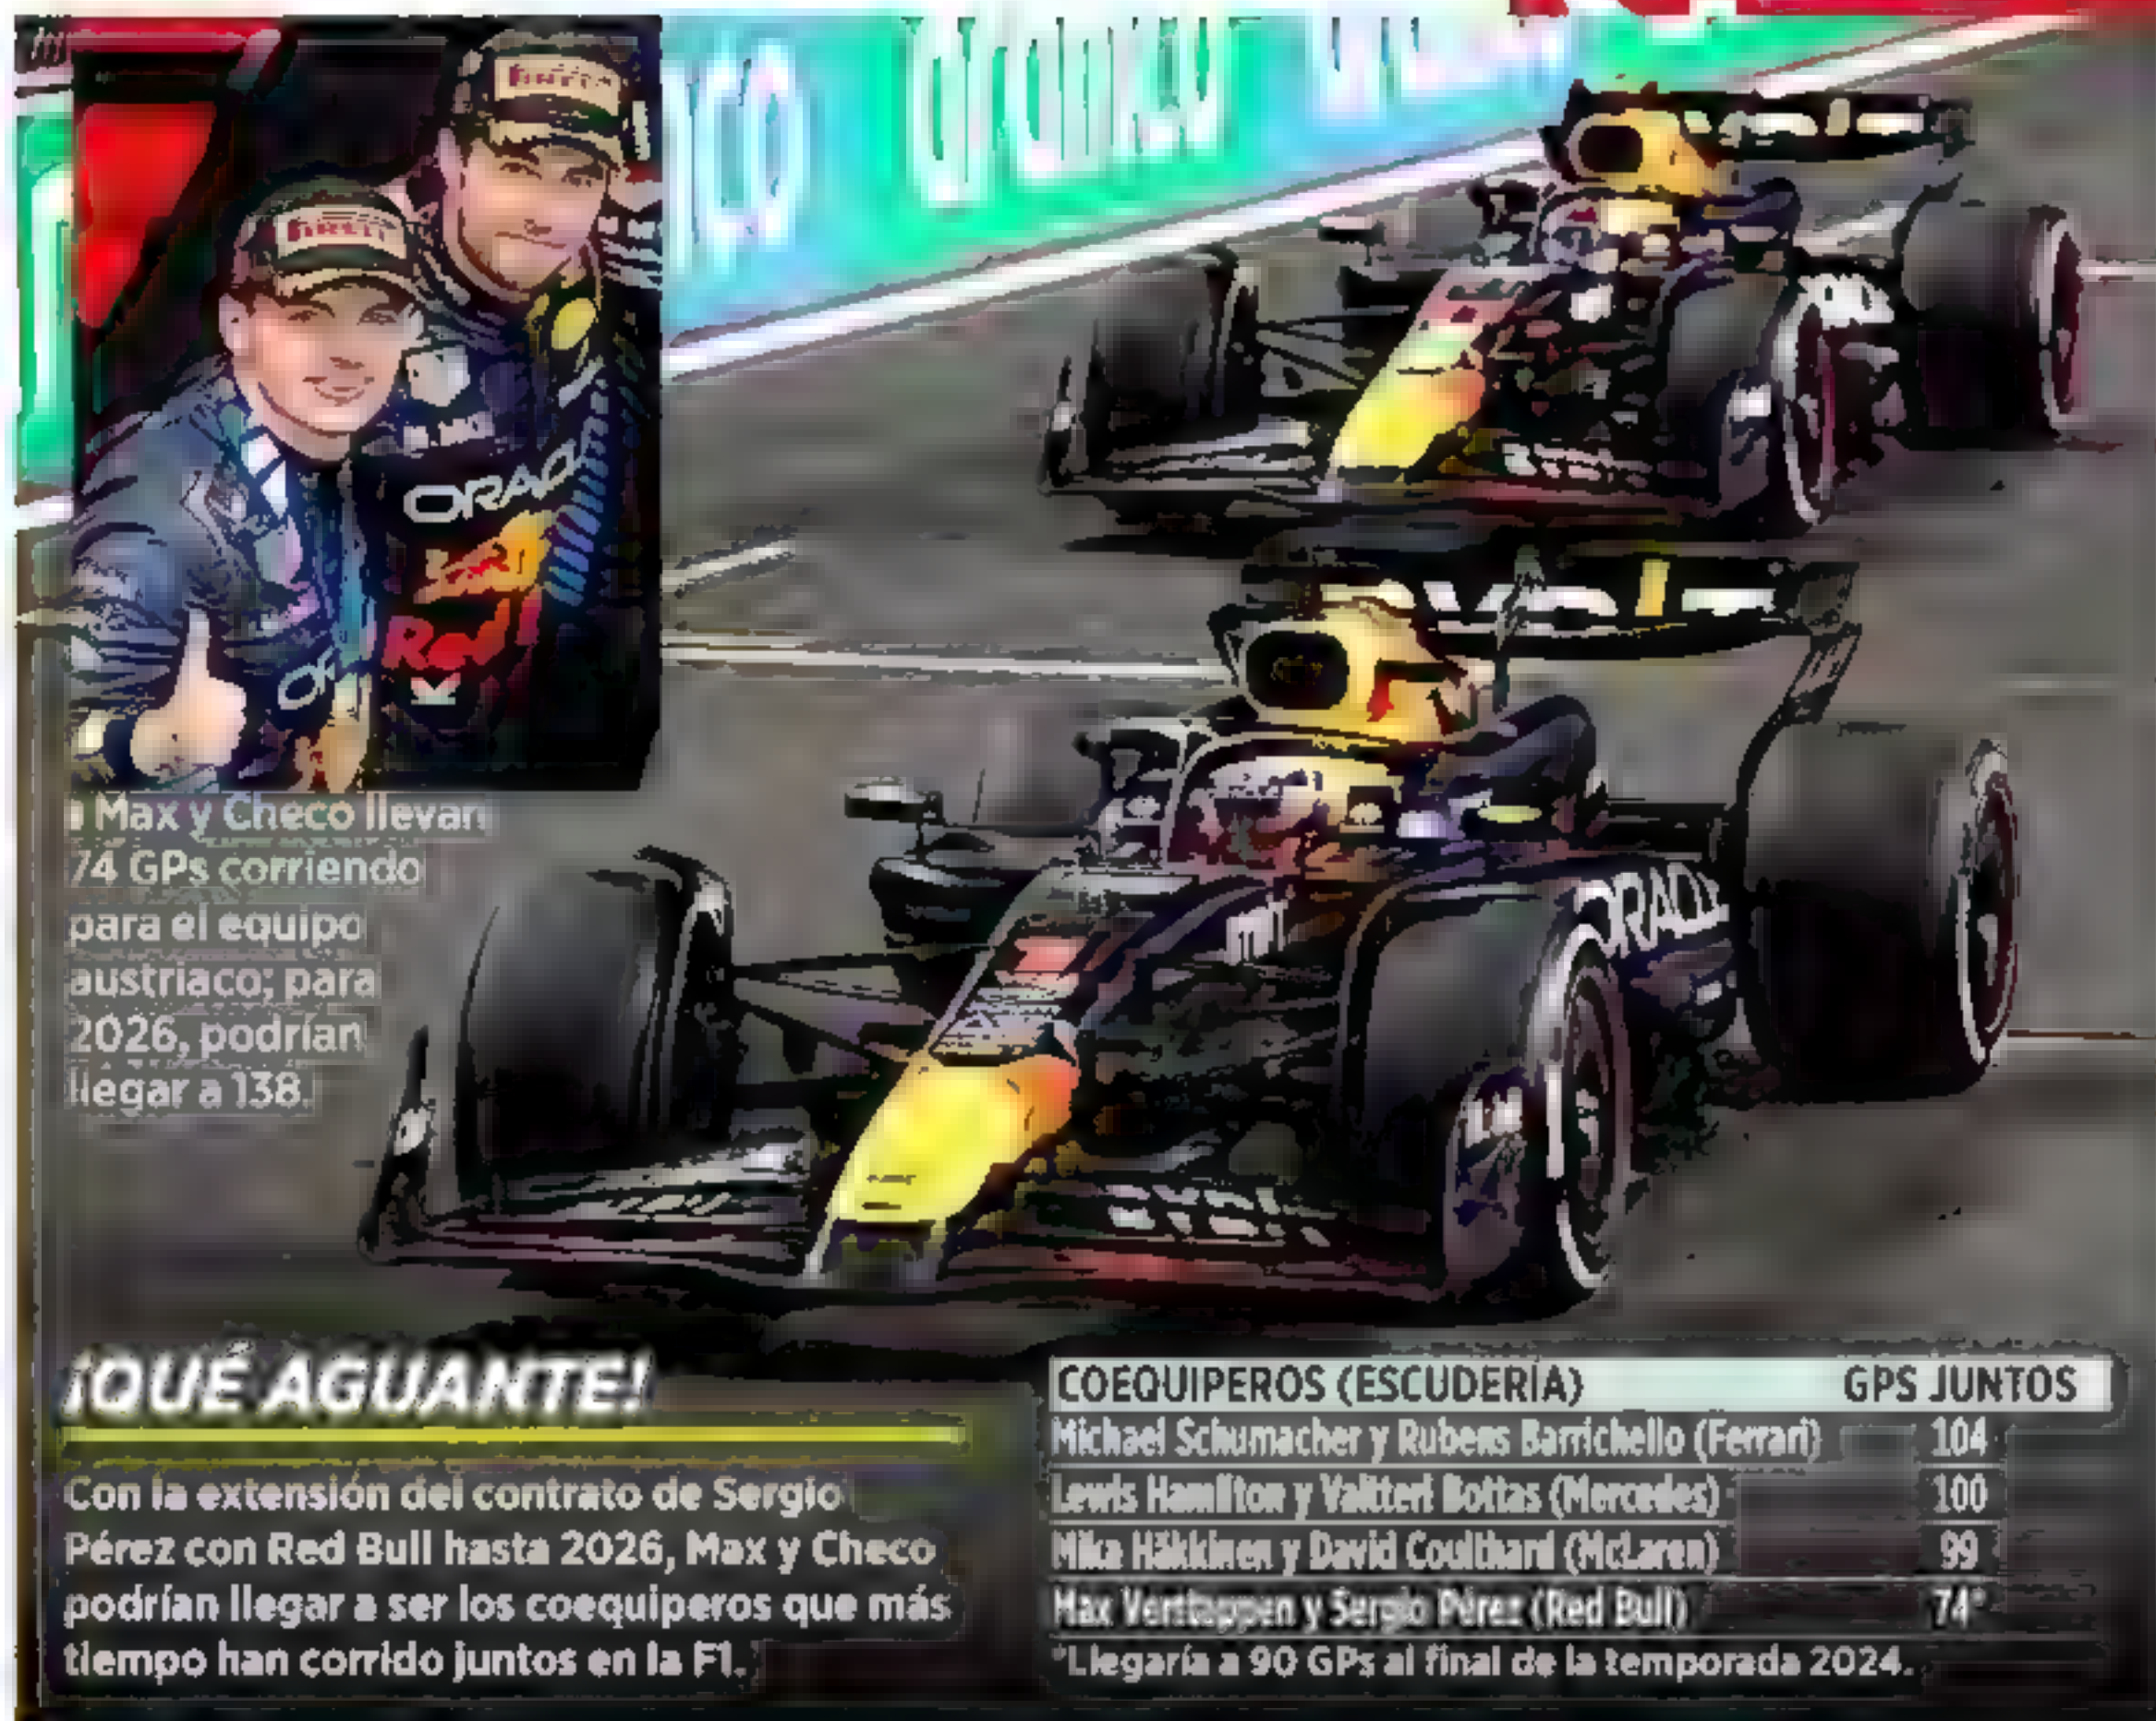 PIRELLI
PIRELLI
ORAC
Red
Max y Checo llevan
74 GPs corriendo
para el equipo
austriaco; para
2026, podrían
llegar a 138.
ORACLE
¡QUÉ AGUANTE!
Con la extensión del contrato de Sergio
Pérez con Red Bull hasta 2026, Max y Checo
podrían llegar a ser los coequiperos que más
tiempo han corrido juntos en la F1.
COEQUIPEROS (ESCUDERÍA) GPS JUNTOS
Michael Schumacher y Rubens Barrichello (Ferrari) 104
Lewis Hamilton y Valtteri Bottas (Mercedes) 100
Mika Häkkinen y David Coulthard (McLaren) 99
Max Verstappen y Sergio Pérez (Red Bull) 74*
*Llegaría a 90 GPs al final de la temporada 2024.